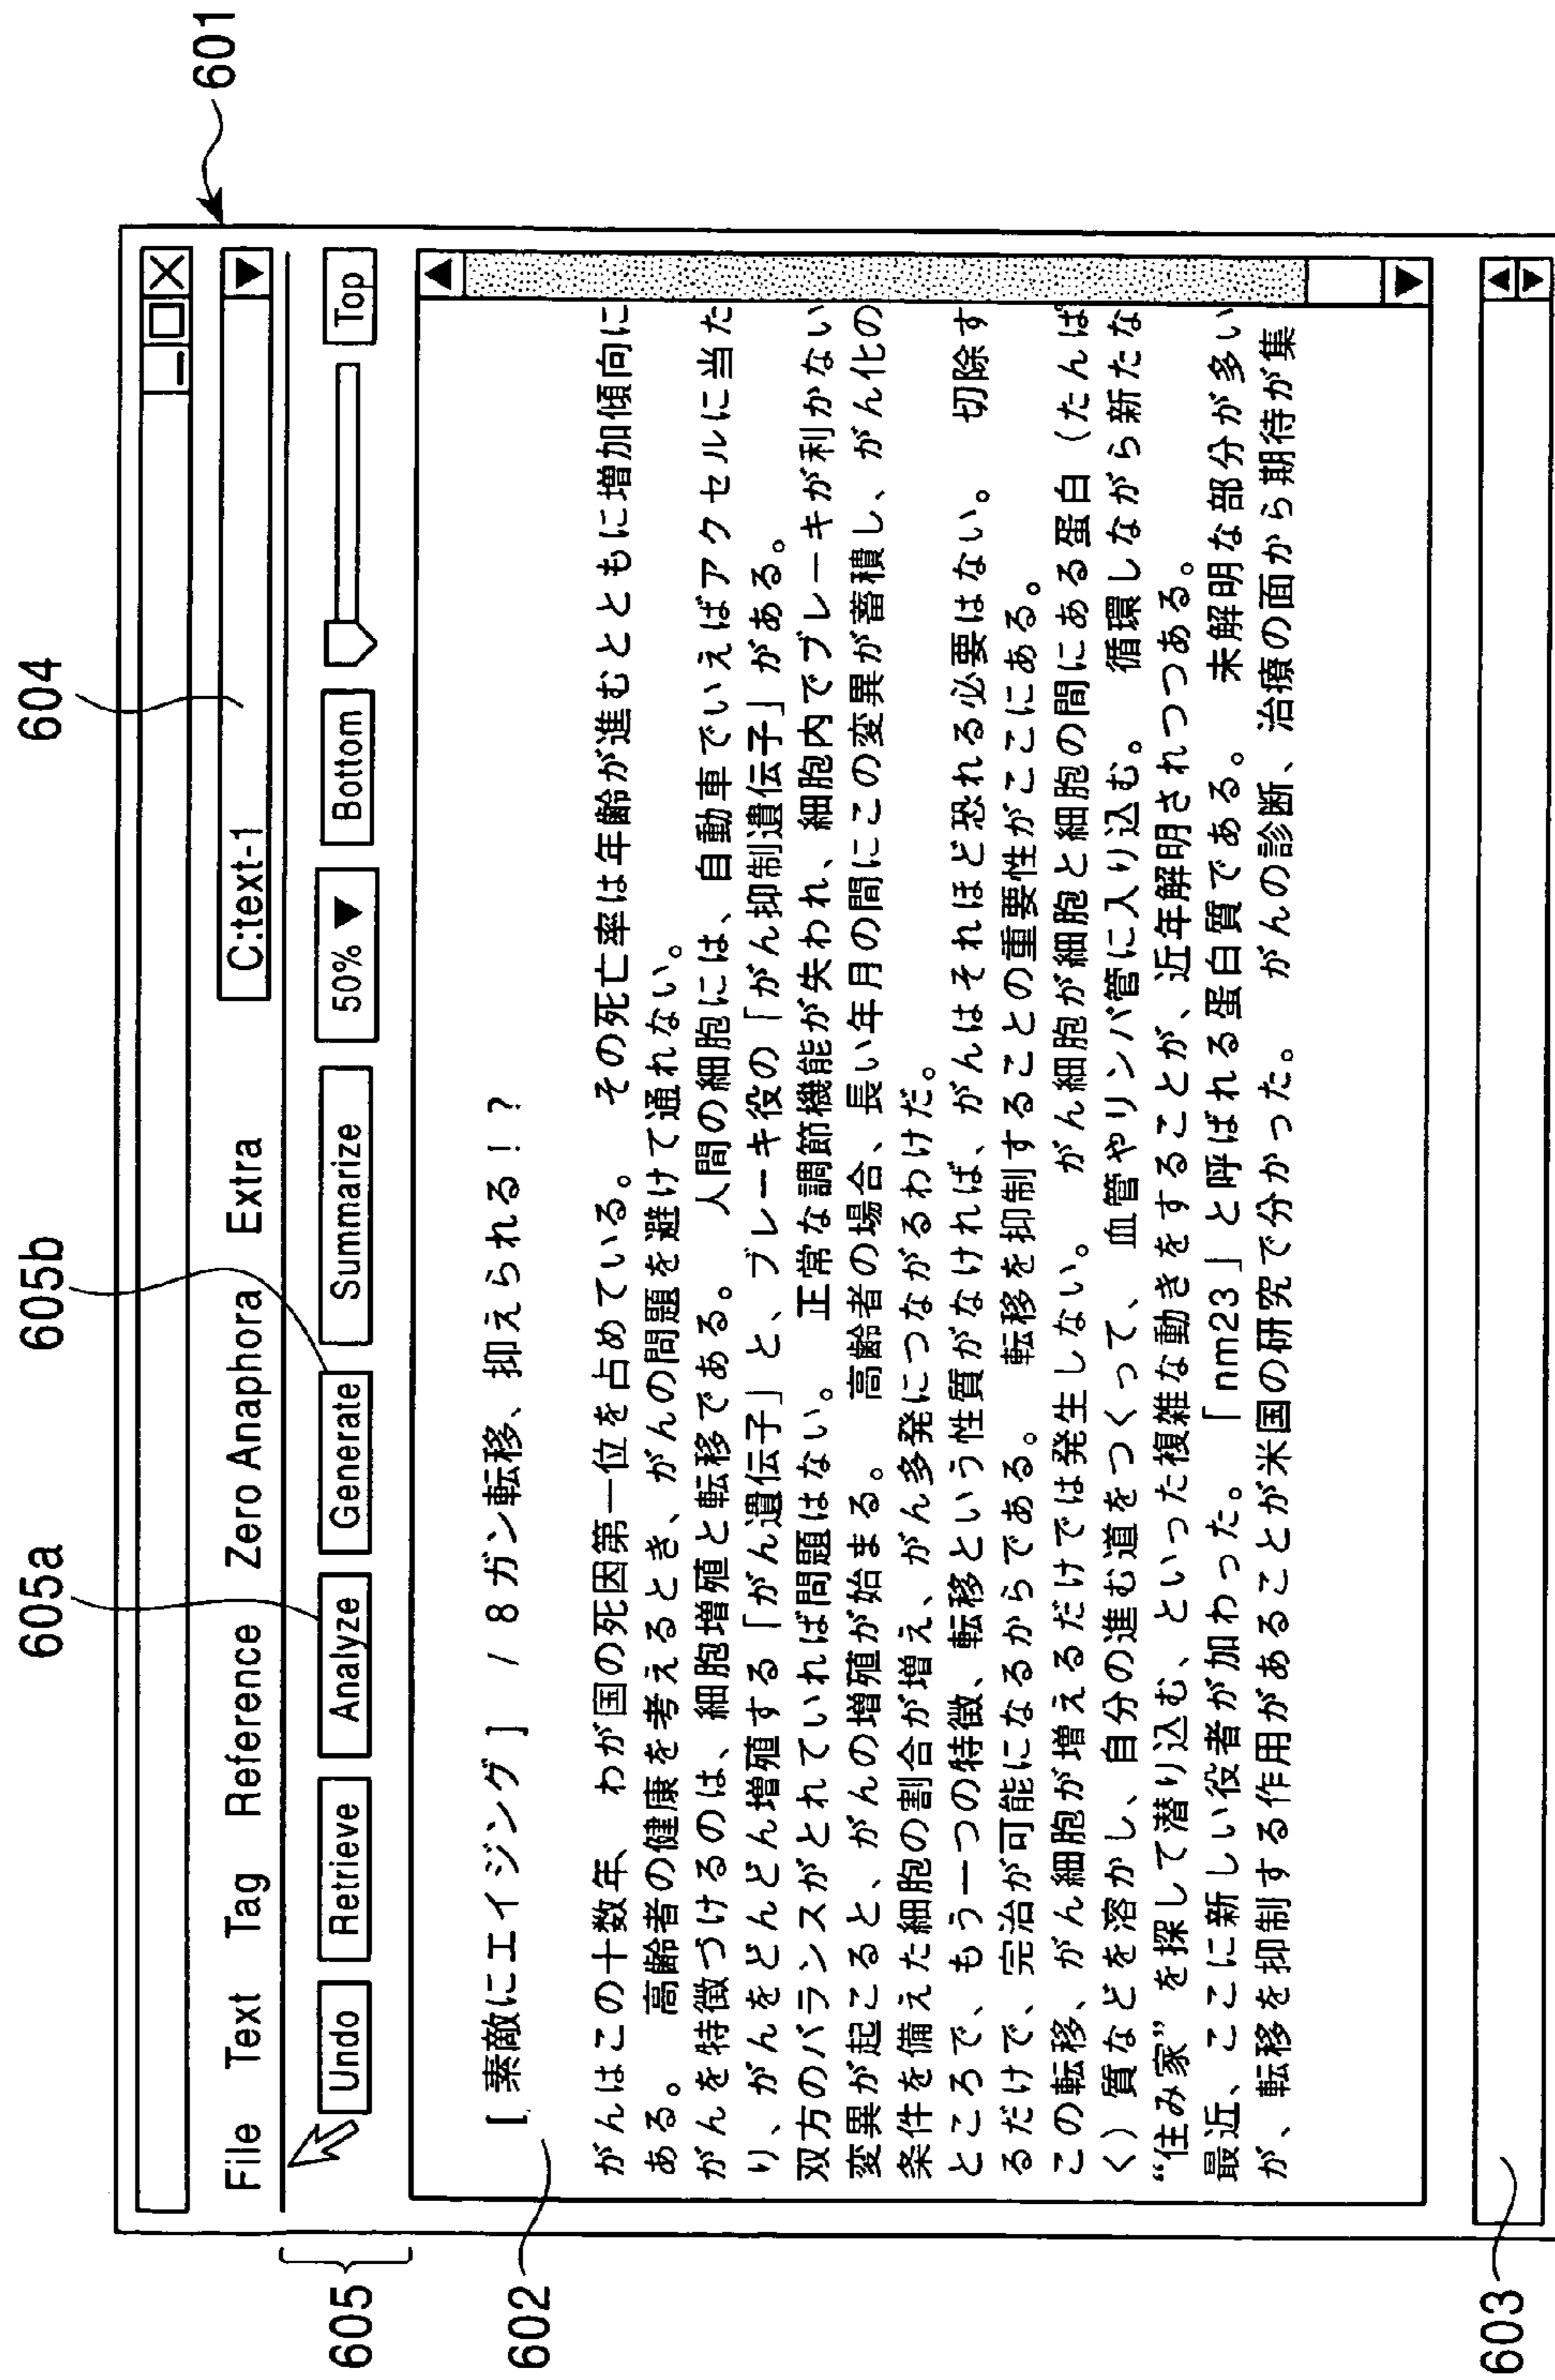 601
604
605a
605b
File Text Tag Reference Zero Anaphora Extra
C:text-1
605
Undo Retrieve Analyze Generate Summarize 50% ▼ Bottom Top
602
[素敵にエイジング] /8ガン転移、抑えられる!?
がんはこの十数年、わが国の死因第一位を占めている。 その死亡率は年齢が進むとともに増加傾向に
ある。 高齢者の健康を考えるとき、がんの問題を避けて通れない。
がんを特徴づけるのは、細胞増殖と転移である。 人間の細胞には、自動車でいえばアクセルに当た
り、がんをどんどん増殖する「がん遺伝子」と、ブレーキ役の「がん抑制遺伝子」がある。
双方のバランスがとれていれば問題はない。 正常な調節機能が失われ、細胞内でブレーキが利かない
変異が起こると、がんの増殖が始まる。 高齢者の場合、長い年月の間にこの変異が蓄積し、がん化の
条件を備えた細胞の割合が増え、がん多発につながるわけだ。
ところで、もう一つの特徴、転移という性質がなければ、がんはそれほど恐れる必要はない。 切除す
るだけで、完治が可能になるからである。 転移を抑制することの重要性がここにある。
この転移、がん細胞が増えるだけでは発生しない。 がん細胞が細胞と細胞の間にある蛋白(たんぱ
く)質などを溶かし、自分の進む道をつくって、血管やリンパ管に入り込む。 循環しながら新たな
“住み家”を探して潜り込む、といった複雑な動きをすることが、近年解明されつつある。
最近、ここに新しい役者が加わった。「nm23」と呼ばれる蛋白質である。 未解明な部分が多い
が、転移を抑制する作用があることが米国の研究で分かった。 がんの診断、治療の面から期待が集
603